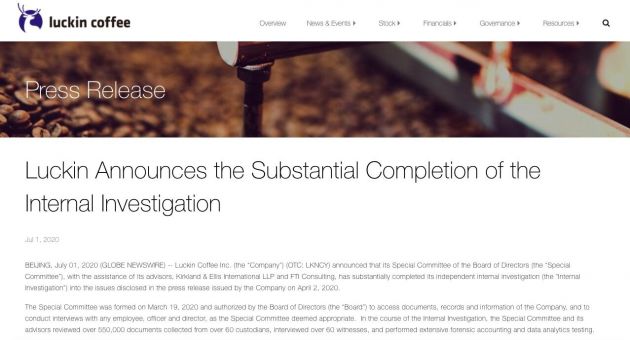 luckin coffee
Overview News & Events Stock Financials Governance Resources
Press Release
Luckin Announces the Substantial Completion of the
Internal Investigation
Jul 1, 2020
BEIJING, July 01, 2020 (GLOBE NEWSWIRE) -- Luckin Coffee Inc. (the "Company") (OTC: LKNCY) announced that its Special Committee of the Board of Directors (the "Special
Committee"), with the assistance of its advisors, Kirkland & Ellis International LLP and FTI Consulting, has substantially completed its independent internal investigation (the "Internal
Investigation") into the issues disclosed in the press release issued by the Company on April 2, 2020.
The Special Committee was formed on March 19, 2020 and authorized by the Board of Directors (the "Board") to access documents, records and information of the Company, and to
conduct interviews with any employee, officer and director, as the Special Committee deemed appropriate. In the course of the Internal Investigation, the Special Committee and its
advisors reviewed over 550,000 documents collected from over 60 custodians, interviewed over 60 witnesses, and performed extensive forensic accounting and data analytics testing.